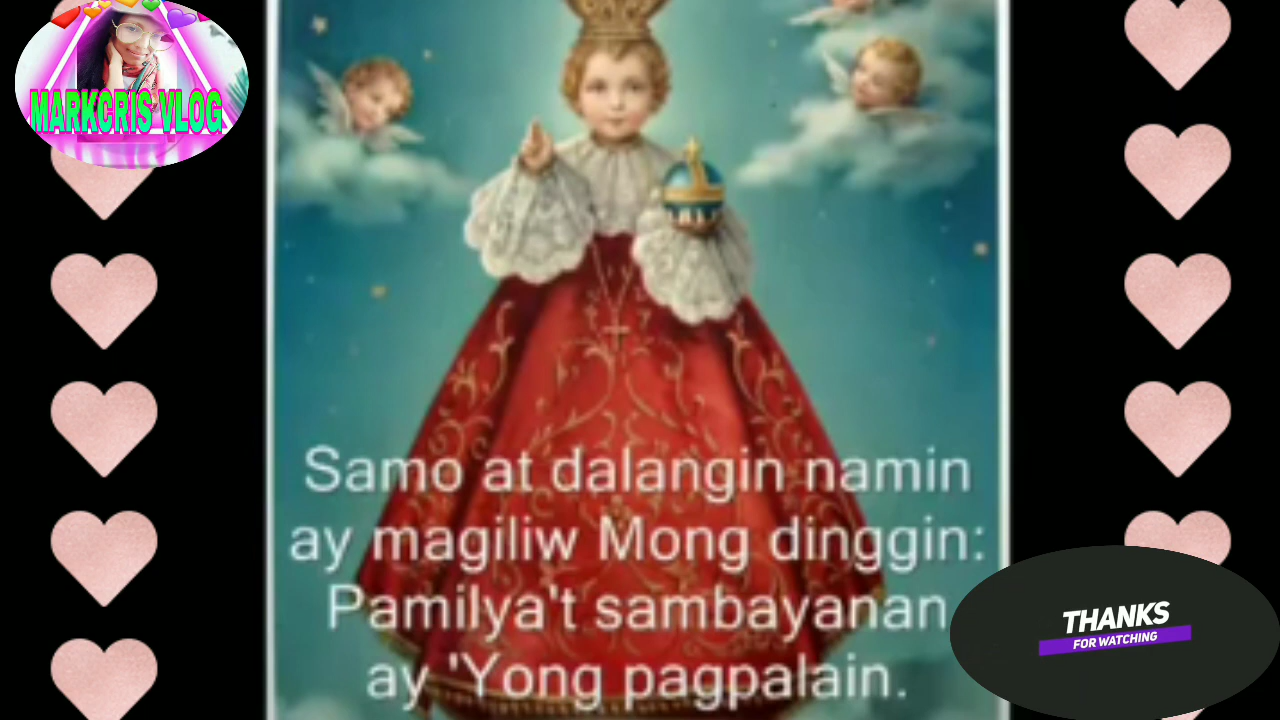 MARKCRIS VLOG
Samo at dalangin namin
ay magiliw Mong dinggin:
Pamilya't sambayanan
ay 'Yong pagpalain.
THANKS
FOR WATCHING